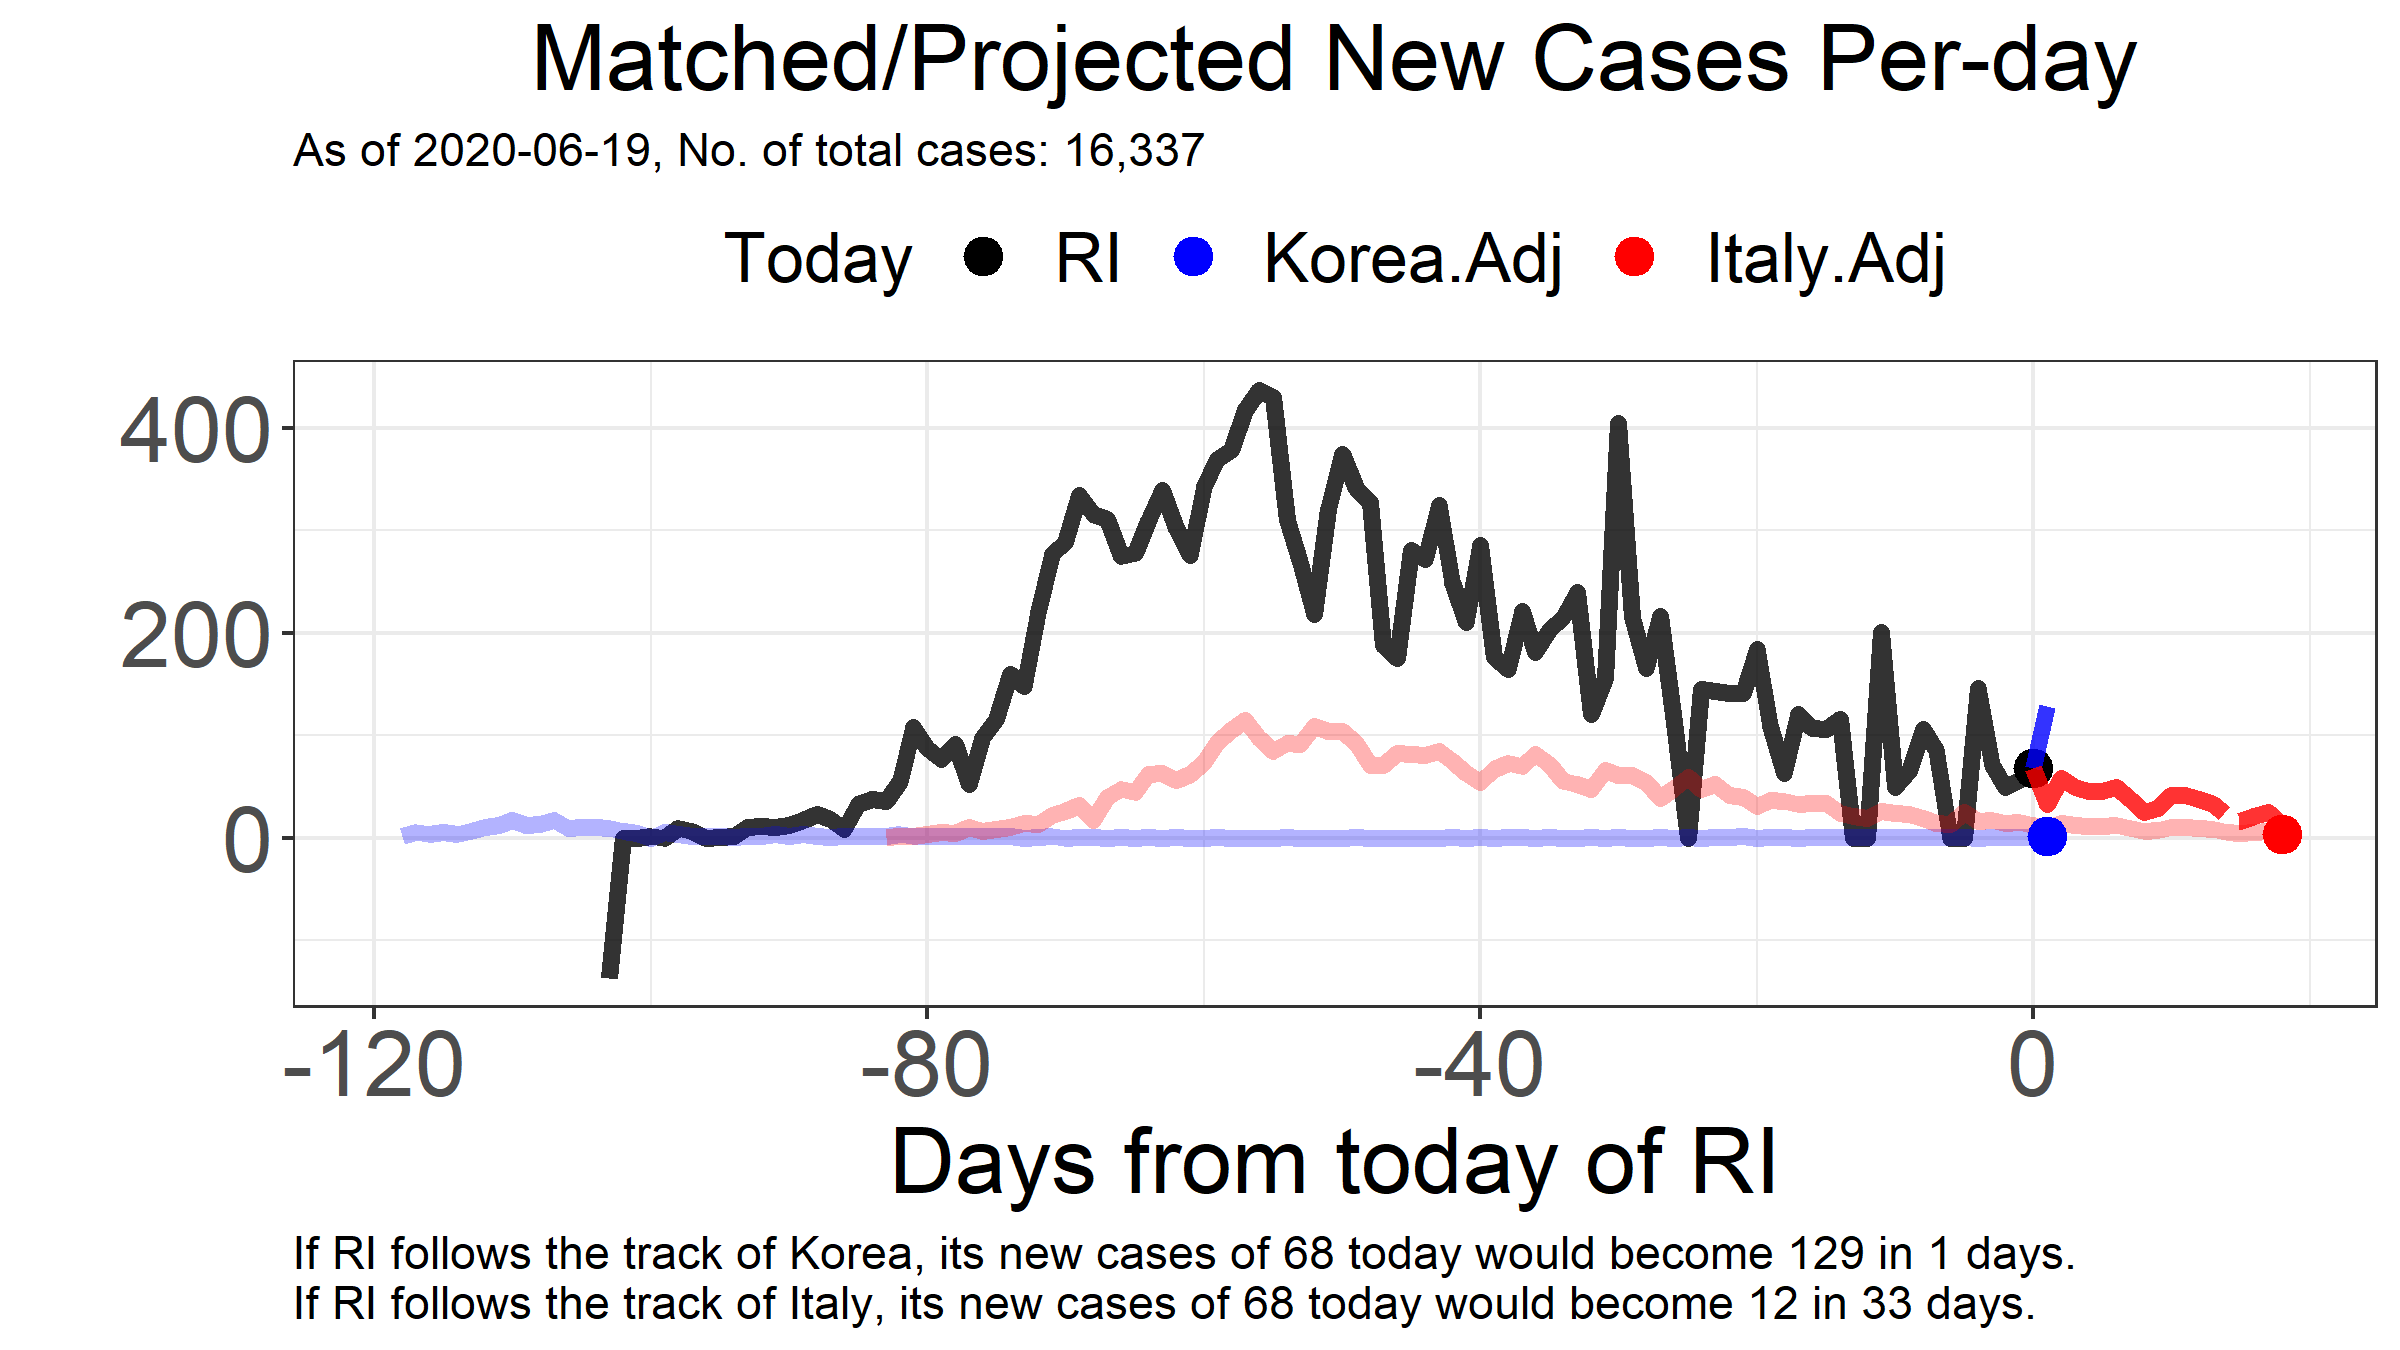 Matched/Projected New Cases Per-day
As of 2020-06-19, No. of total cases: 16,337
Today RI Korea.Adj Italy.Adj
400
200
0
-120 -80 -40 0
Days from today of RI
If RI follows the track of Korea, its new cases of 68 today would become 129 in 1 days.
If RI follows the track of Italy, its new cases of 68 today would become 12 in 33 days.